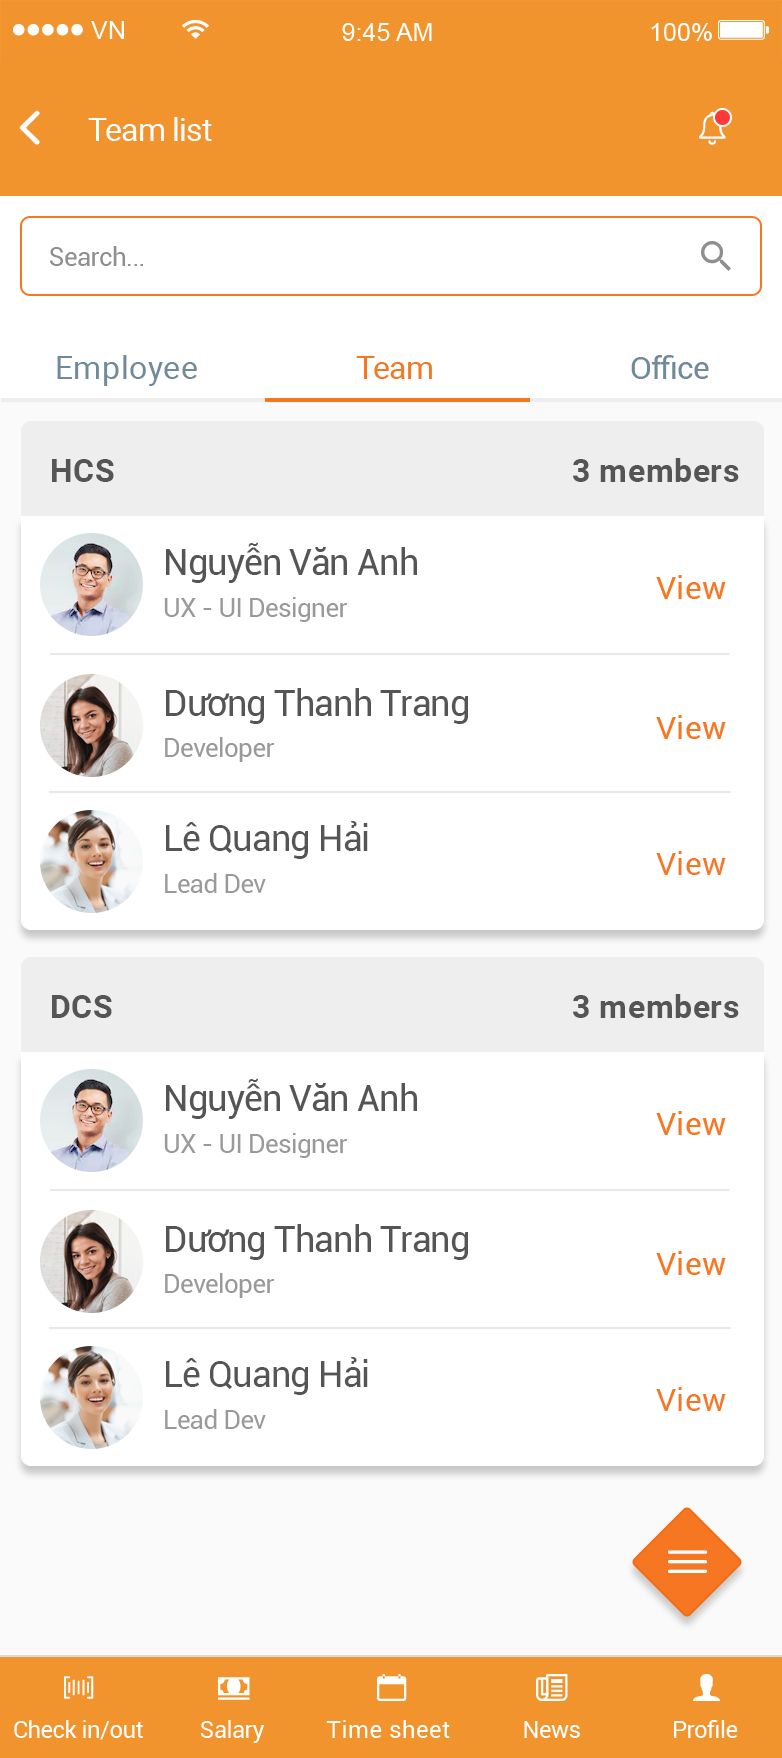 VN
9:45 AM
100%
Team list
Search...
Employee
Team
Office
HCS
3 members
Nguyễn Văn Anh
UX - UI Designer
View
Dương Thanh Trang
Developer
View
Lê Quang Hải
Lead Dev
View
DCS
3 members
Nguyễn Văn Anh
UX - UI Designer
View
Dương Thanh Trang
Developer
View
Lê Quang Hải
Lead Dev
View
Check in/out
Salary
Time sheet
News
Profile